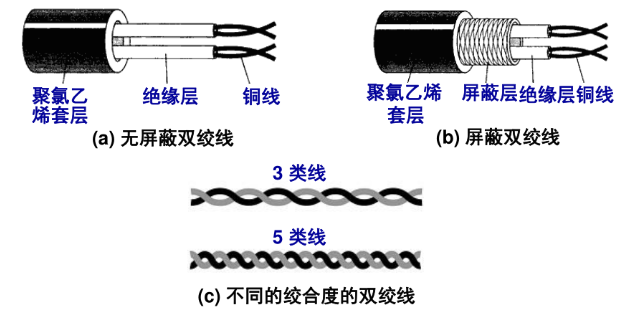 聚氯乙
烯套层
绝缘层
铜线
(a) 无屏蔽双绞线
聚氯乙烯
套层
屏蔽层
绝缘层
铜线
(b) 屏蔽双绞线
3 类线
5 类线
(c) 不同的绞合度的双绞线